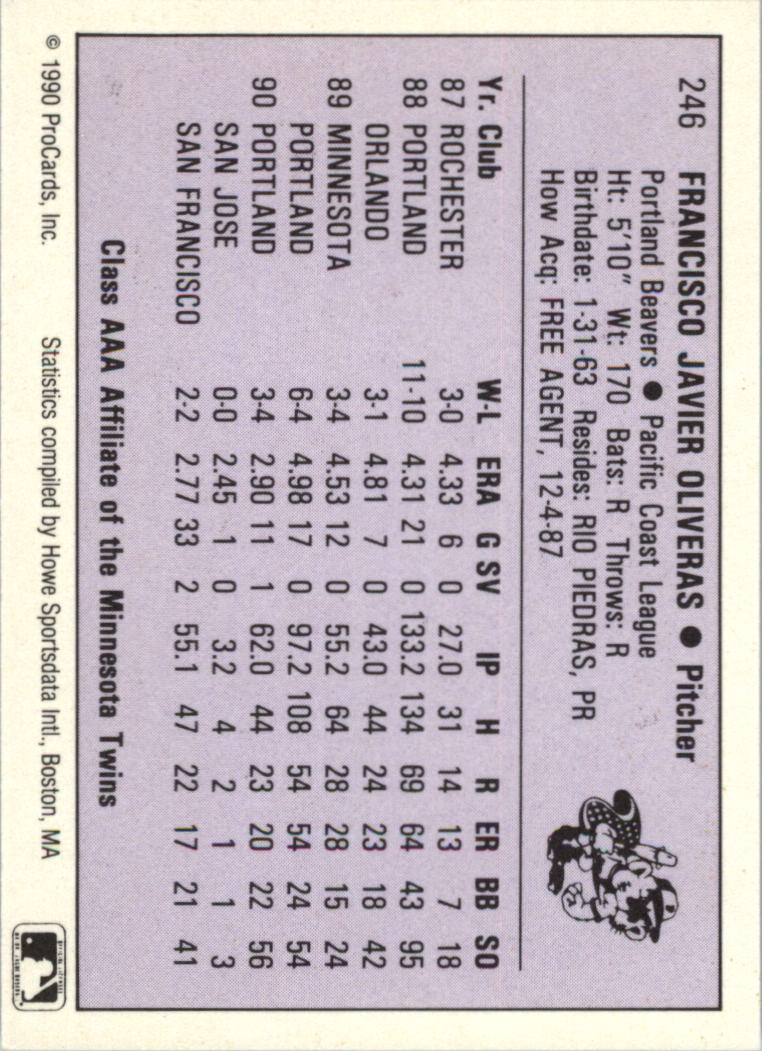 246 FRANCISCO JAVIER OLIVERAS ● Pitcher
Portland Beavers ● Pacific Coast League
Ht: 5'10" Wt: 170 Bats: R Throws: R
Birthdate: 1-31-63 Resides: RIO PIEDRAS, PR
How Acq: FREE AGENT, 12-4-87
Yr. Club W-L ERA G SV IP H R ER BB SO
87 ROCHESTER 3-0 4.33 6 0 27.0 31 14 13 7 18
88 PORTLAND 11-10 4.31 21 0 133.2 134 69 64 43 95
ORLANDO 3-1 4.81 7 0 43.0 44 24 23 18 42
89 MINNESOTA 3-4 4.53 12 0 55.2 64 28 28 15 24
PORTLAND 6-4 4.98 17 0 97.2 108 54 54 24 54
90 PORTLAND 3-4 2.90 11 1 62.0 44 23 20 22 56
SAN JOSE 0-0 2.45 1 0 3.2 4 2 1 1 3
SAN FRANCISCO 2-2 2.77 33 2 55.1 47 22 17 21 41
Class AAA Affiliate of the Minnesota Twins
© 1990 ProCards, Inc. Statistics compiled by Howe Sportsdata Intl., Boston, MA